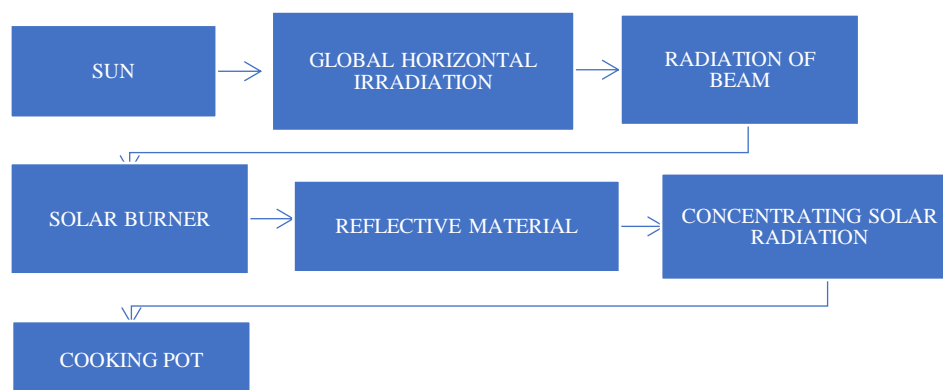 SUN
GLOBAL HORIZONTAL
IRRADIATION
RADIATION OF
BEAM
SOLAR BURNER
REFLECTIVE MATERIAL
CONCENTRATING SOLAR
RADIATION
COOKING POT